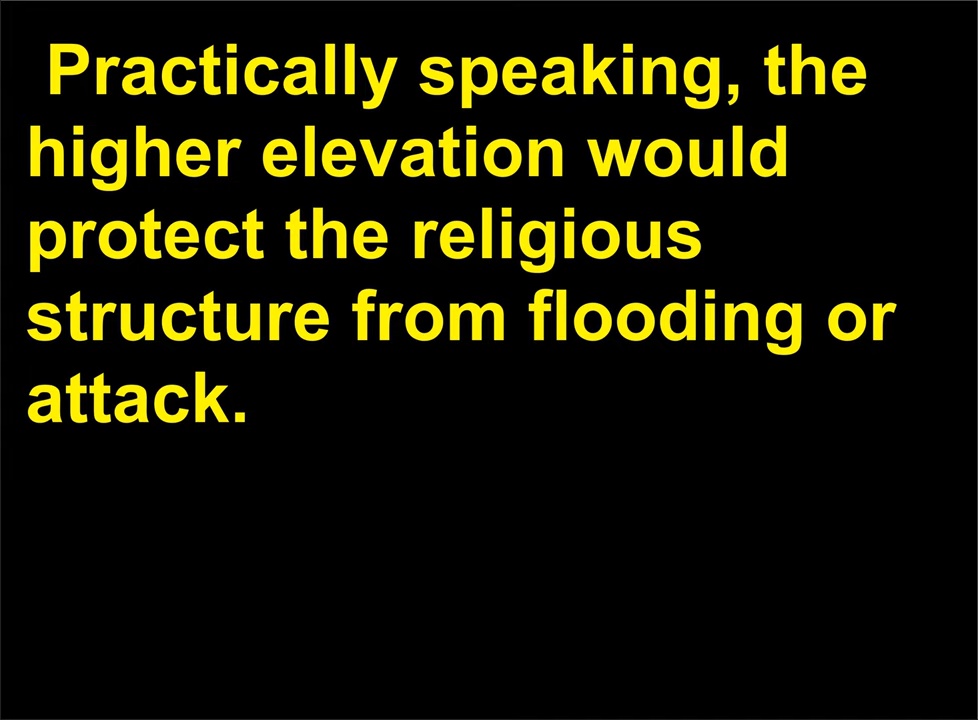 Practically speaking, the
higher elevation would
protect the religious
structure from flooding or
attack.